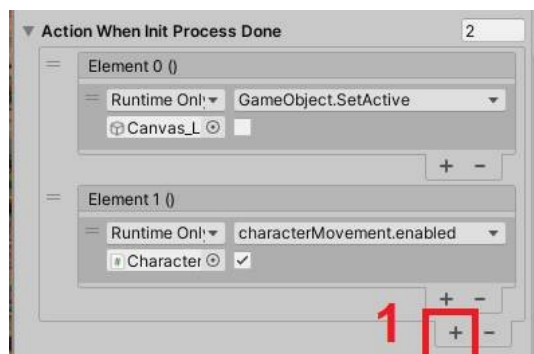 Action When Init Process Done 2
Element 0 ()
Runtime Onl GameObject.SetActive
Canvas_L
+ -
Element 1 ()
Runtime Onl characterMovement.enabled
# Character
+ -
1
+ -